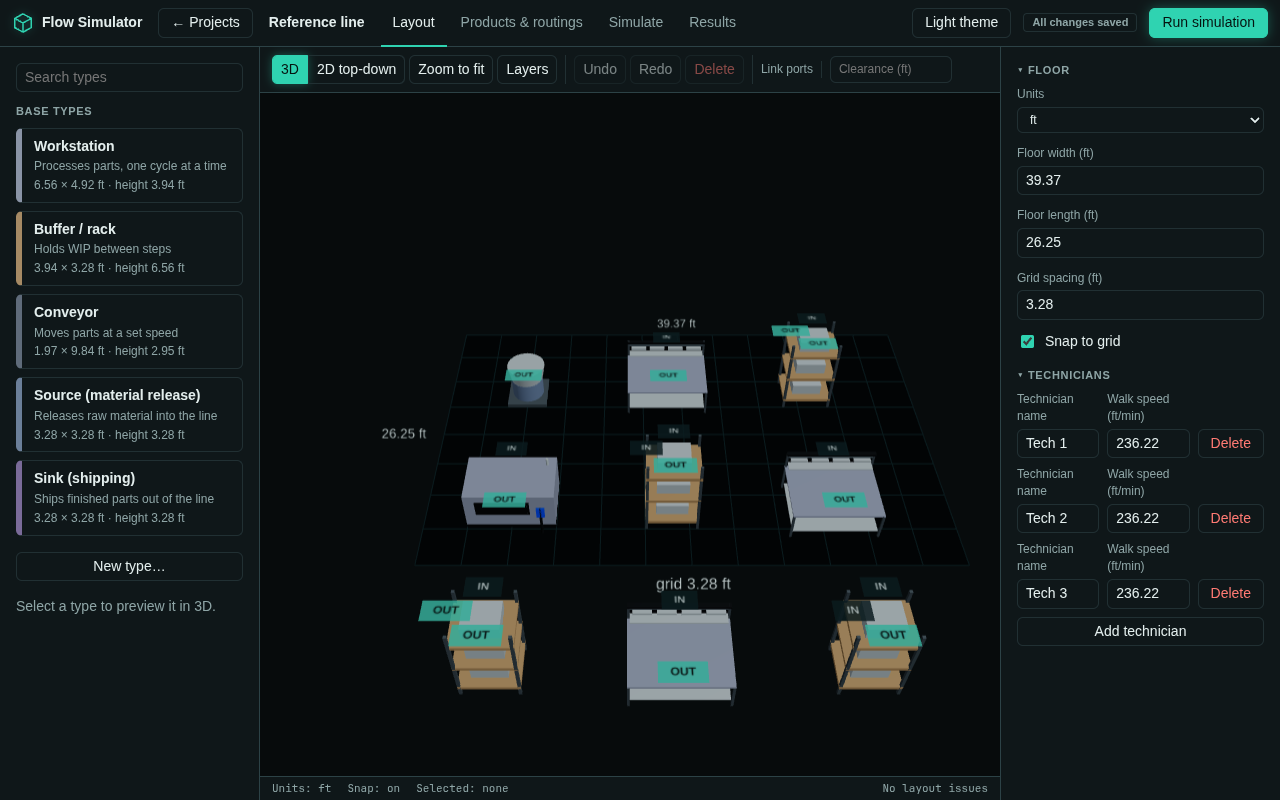 Flow Simulator
← Projects
Reference line
Layout
Products & routings
Simulate
Results
Light theme
All changes saved
Run simulation
Search types
BASE TYPES
Workstation
Processes parts, one cycle at a time
6.56 × 4.92 ft · height 3.94 ft
Buffer / rack
Holds WIP between steps
3.94 × 3.28 ft · height 6.56 ft
Conveyor
Moves parts at a set speed
1.97 × 9.84 ft · height 2.95 ft
Source (material release)
Releases raw material into the line
3.28 × 3.28 ft · height 3.28 ft
Sink (shipping)
Ships finished parts out of the line
3.28 × 3.28 ft · height 3.28 ft
New type…
Select a type to preview it in 3D.
3D
2D top-down
Zoom to fit
Layers
Undo
Redo
Delete
Link ports
Clearance (ft)
39.37 ft
IN
IN
OUT
OUT
OUT
OUT
26.25 ft
IN
IN
IN
IN
OUT
OUT
OUT
grid 3.28 ft
IN
IN
IN
IN
OUT
OUT
OUT
OUT
Units: ft
Snap: on
Selected: none
No layout issues
▾ FLOOR
Units
ft
Floor width (ft)
39.37
Floor length (ft)
26.25
Grid spacing (ft)
3.28
Snap to grid
▾ TECHNICIANS
Technician name
Walk speed (ft/min)
Tech 1
236.22
Delete
Technician name
Walk speed (ft/min)
Tech 2
236.22
Delete
Technician name
Walk speed (ft/min)
Tech 3
236.22
Delete
Add technician